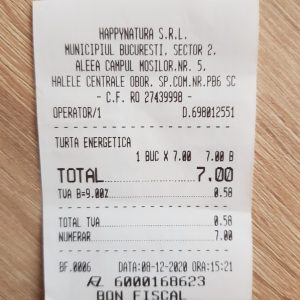 HAPPYNATURA S.R.L.
MUNICIPIUL BUCURESTI, SECTOR 2.
ALEEA CAMPUL MOSILOR.NR. 5.
HALELE CENTRALE OBOR. SP.COM.NR.PB6 SC
- C.F. RO 27439998 -
OPERATOR/1 D.698012551
TURTA ENERGETICA
1 BUC X 7.00 7.00 B
TOTAL 7,00
TVA B=9.00% 0.58
TOTAL TVA 0.58
NUMERAR 7.00
BF.0006 DATA:08-12-2020 ORA:15:21
6000168623
BON FISCAL